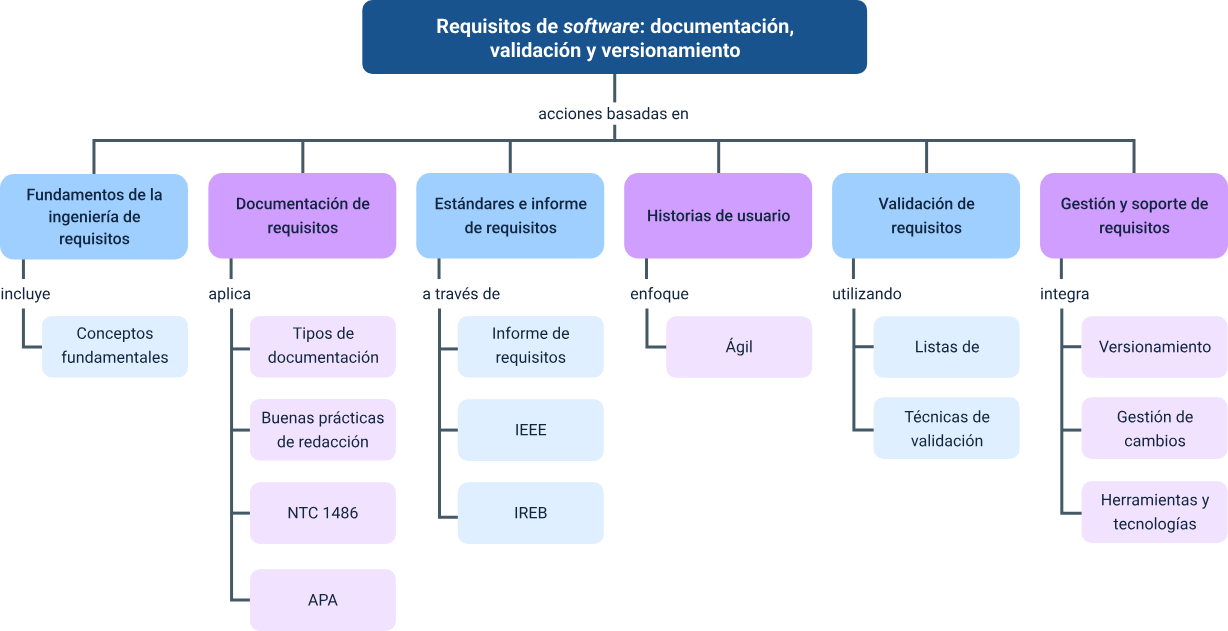 Requisitos de software: documentación,
validación y versionamiento
acciones basadas en
Fundamentos de la
ingeniería de
requisitos
incluye
Conceptos
fundamentales
Documentación de
requisitos
aplica
Tipos de
documentación
Buenas prácticas
de redacción
NTC 1486
APA
Estándares e informe
de requisitos
a través de
Informe de
requisitos
IEEE
IREB
Historias de usuario
enfoque
Ágil
Validación de
requisitos
utilizando
Listas de
Técnicas de
validación
Gestión y soporte de
requisitos
integra
Versionamiento
Gestión de
cambios
Herramientas y
tecnologías